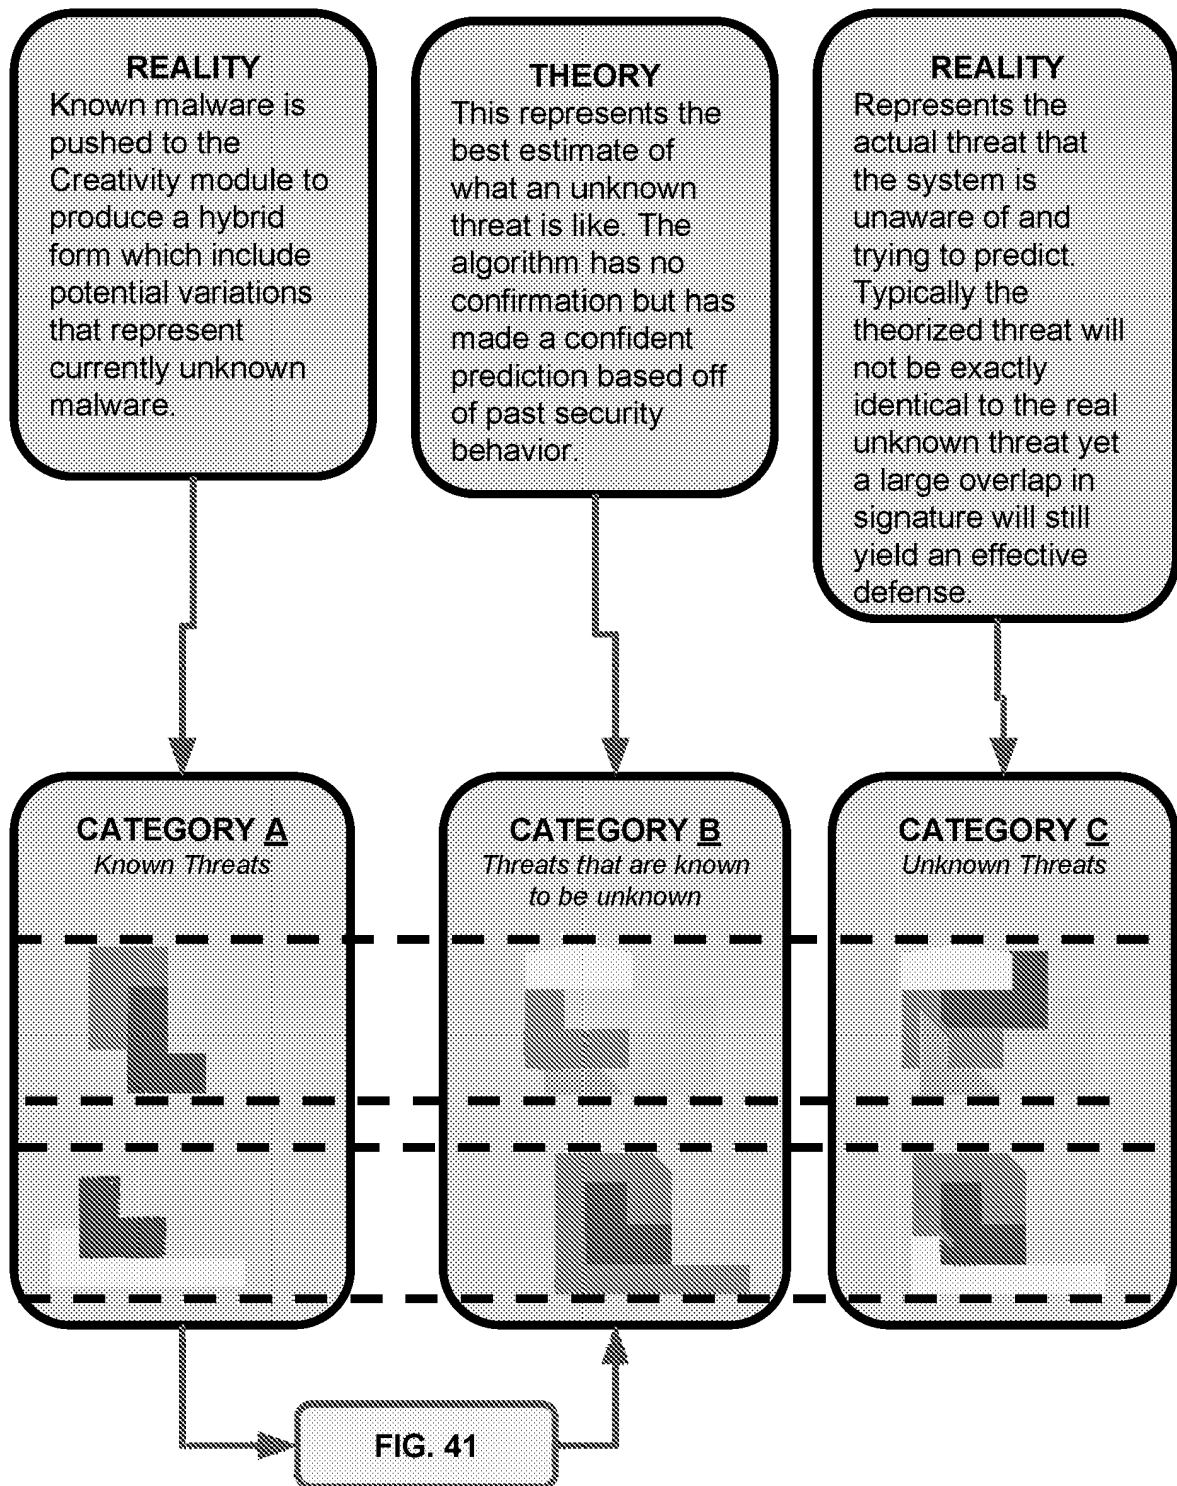 REALITY
Known malware is
pushed to the
Creativity module to
produce a hybrid
form which include
potential variations
that represent
currently unknown
malware.
THEORY
This represents the
best estimate of
what an unknown
threat is like. The
algorithm has no
confirmation but has
made a confident
prediction based off
of past security
behavior.
REALITY
Represents the
actual threat that
the system is
unaware of and
trying to predict.
Typically the
theorized threat will
not be exactly
identical to the real
unknown threat yet
a large overlap in
signature will still
yield an effective
defense.
CATEGORY A
Known Threats
CATEGORY B
Threats that are known
to be unknown
CATEGORY C
Unknown Threats
FIG. 41